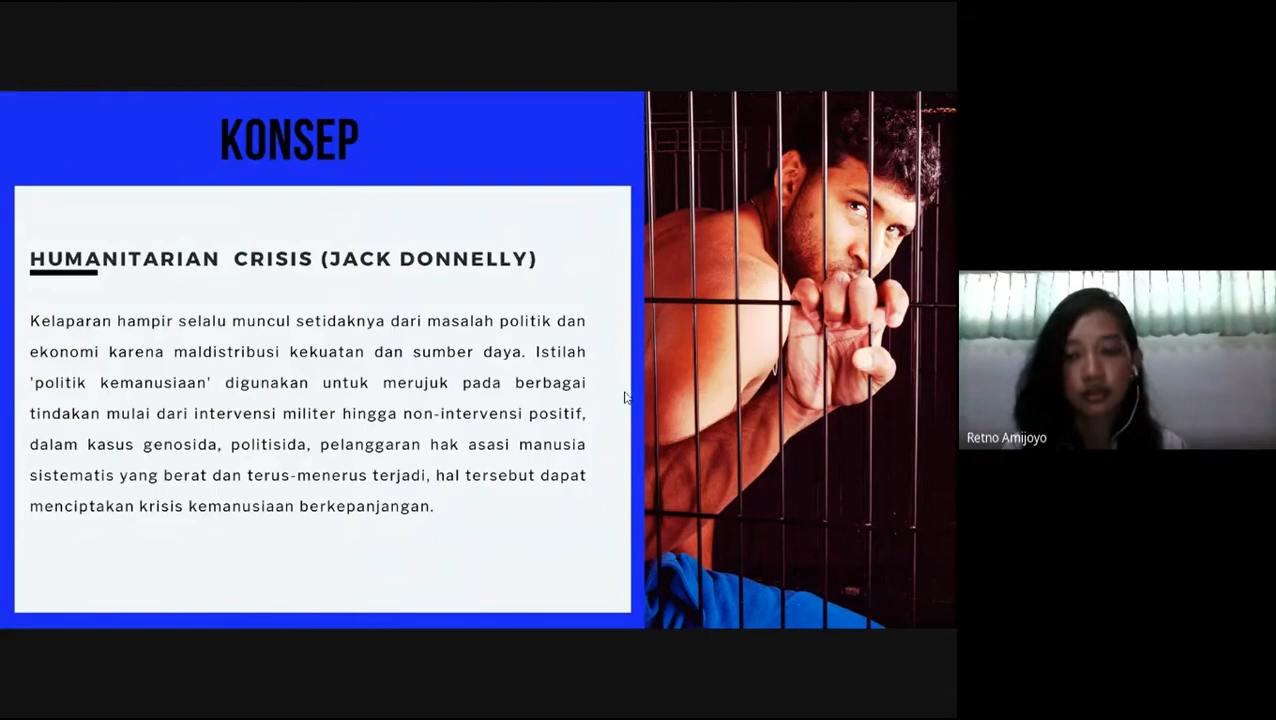 KONSEP
HUMANITARIAN CRISIS (JACK DONNELLY)
Kelaparan hampir selalu muncul setidaknya dari masalah politik dan
ekonomi karena maldistribusi kekuatan dan sumber daya. Istilah
'politik kemanusiaan' digunakan untuk merujuk pada berbagai
tindakan mulai dari intervensi militer hingga non-intervensi positif,
dalam kasus genosida, politisida, pelanggaran hak asasi manusia
sistematis yang berat dan terus-menerus terjadi, hal tersebut dapat
menciptakan krisis kemanusiaan berkepanjangan.
Retno Amijoyo